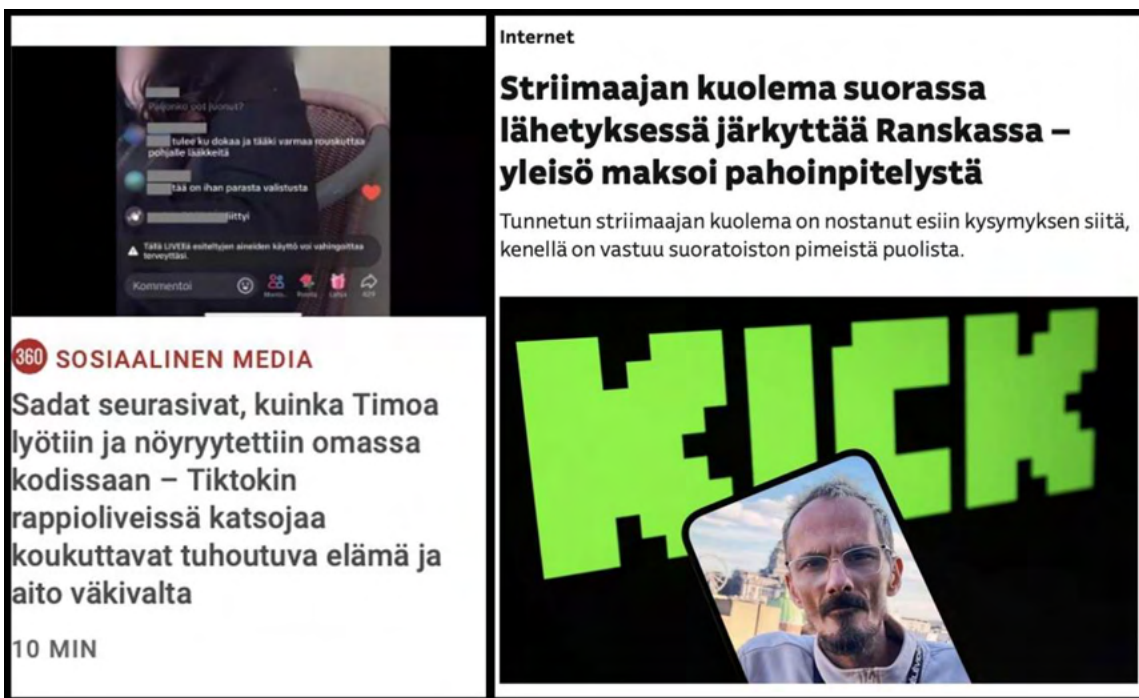 Paljonko oot juonut?
tulee ku dokaa ja tääki varmaa rouskuttaa
pohjalle lääkkeitä
tää on ihan parasta valistusta
liittyi
Tällä LIVEllä esiteltyjen aineiden käyttö voi vahingoittaa
terveyttäsi.
Kommentoi
360 SOSIAALINEN MEDIA
Sadat seurasivat, kuinka Timoa
lyötiin ja nöyryytettiin omassa
kodissaan – Tiktokin
rappioliveissä katsojaa
koukuttavat tuhoutuva elämä ja
aito väkivalta
10 MIN
Internet
Striimaajan kuolema suorassa
lähetyksessä järkyttää Ranskassa –
yleisö maksoi pahoinpitelystä
Tunnetun striimaajan kuolema on nostanut esiin kysymyksen siitä,
kenellä on vastuu suoratoiston pimeistä puolista.
KICK